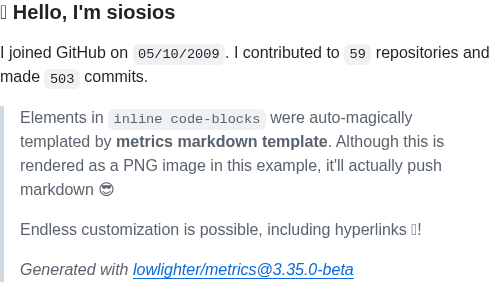 Hello, I'm siosios
I joined GitHub on 05/10/2009. I contributed to 59 repositories and
made 503 commits.
Elements in inline code-blocks were auto-magically
templated by metrics markdown template. Although this is
rendered as a PNG image in this example, it'll actually push
markdown 😎
Endless customization is possible, including hyperlinks !
Generated with lowlighter/metrics@3.35.0-beta